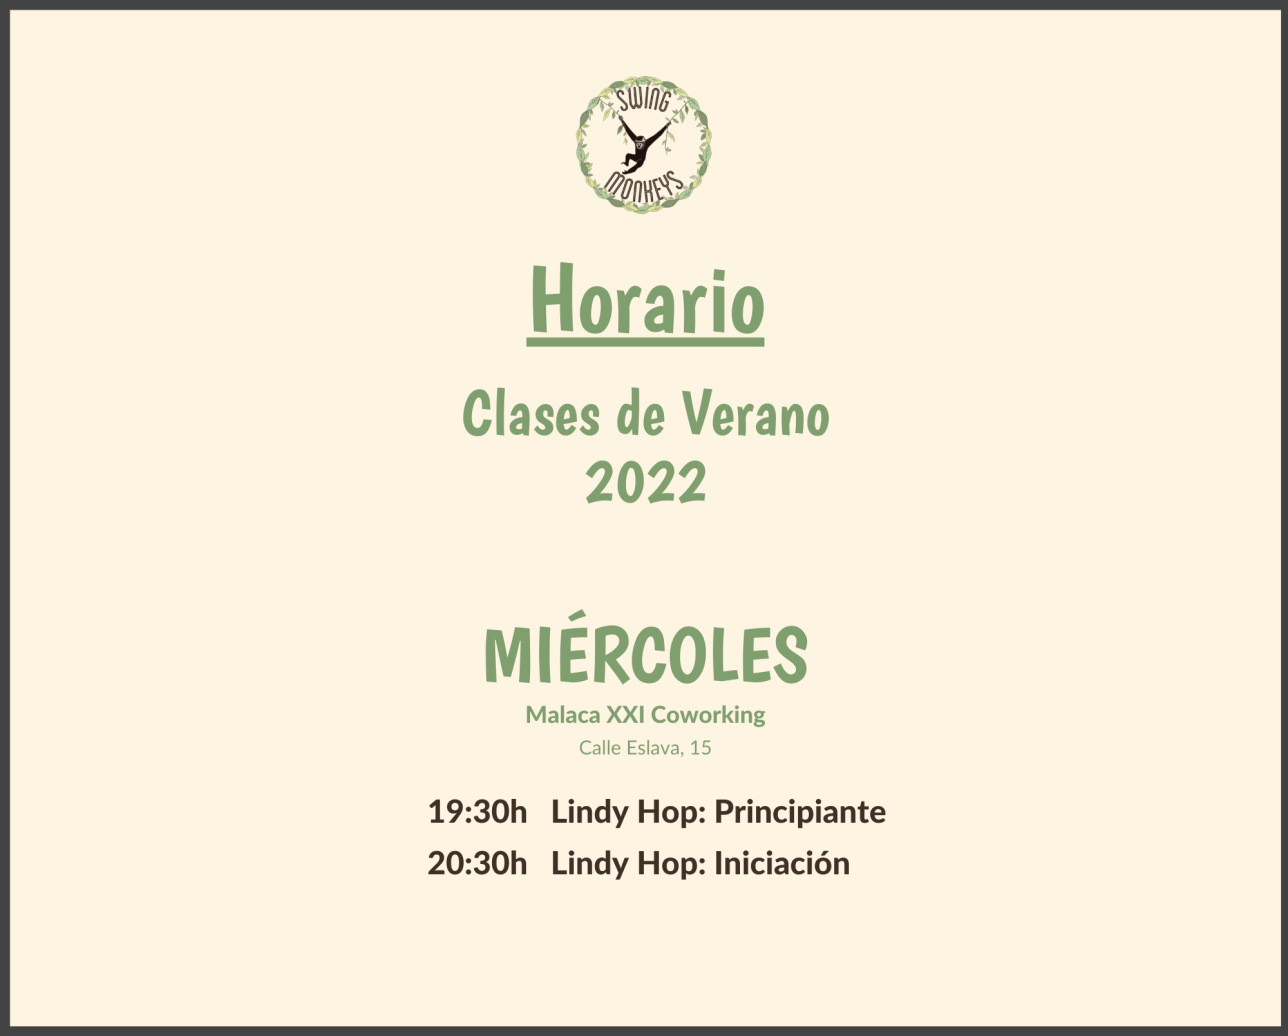 SWING
MONKEYS
Horario
Clases de Verano
2022
MIÉRCOLES
Malaca XXI Coworking
Calle Eslava, 15
19:30h Lindy Hop: Principiante
20:30h Lindy Hop: Iniciación